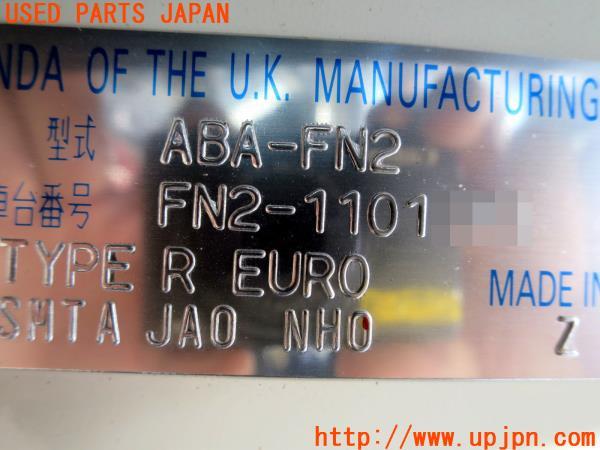 USED PARTS JAPAN
NDA OF THE U.K. MANUFACTURING
型式 ABA-FN2
車台番号 FN2-1101
TYPE R EURO
MADE IN
SMTA JAO NHO Z
http://www.upjpn.com/